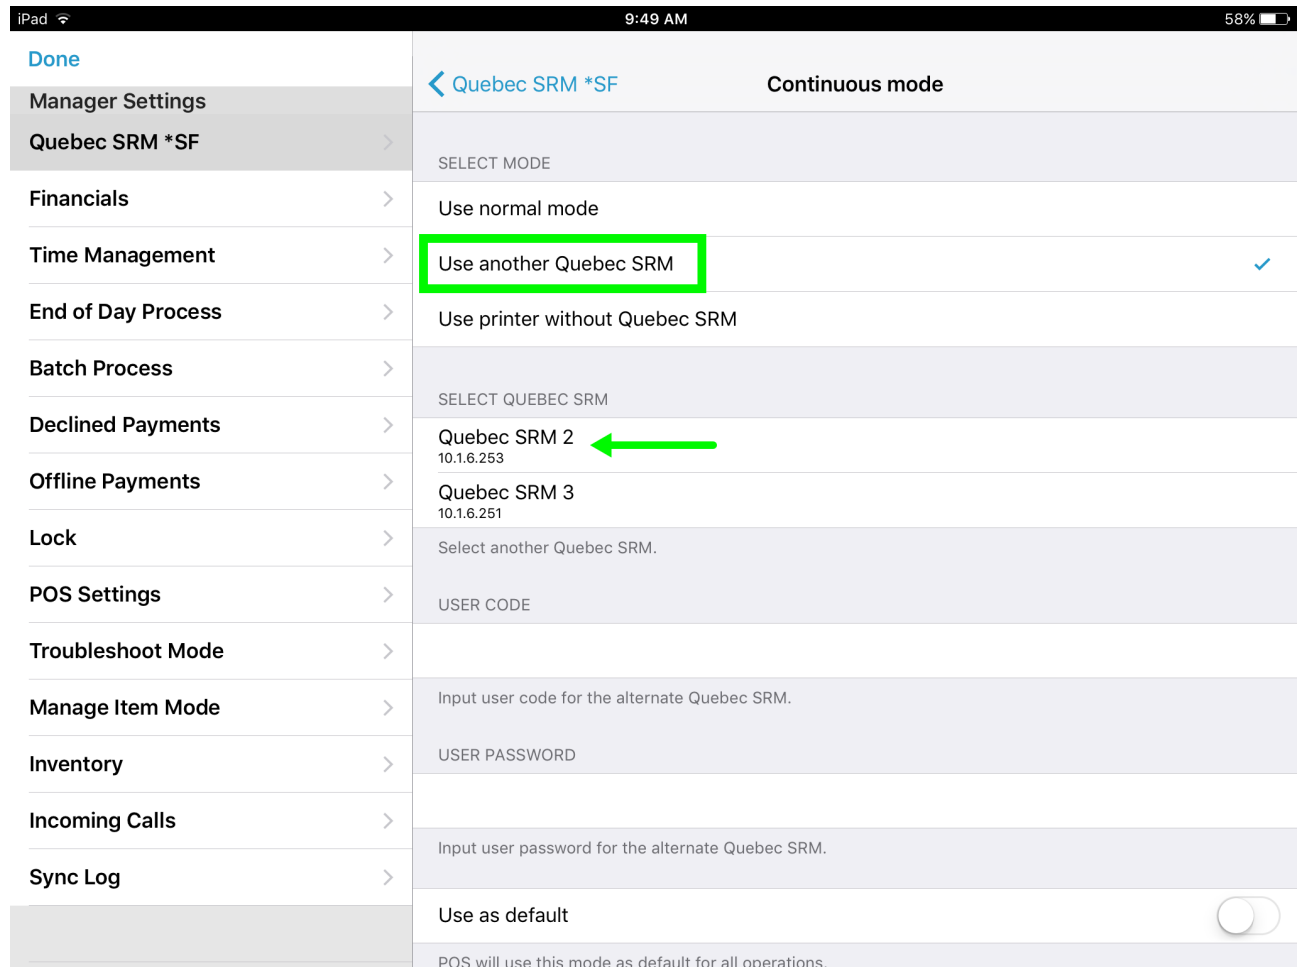 iPad
9:49 AM
58%
Done
Manager Settings
Quebec SRM *SF
Financials
Time Management
End of Day Process
Batch Process
Declined Payments
Offline Payments
Lock
POS Settings
Troubleshoot Mode
Manage Item Mode
Inventory
Incoming Calls
Sync Log
Quebec SRM *SF
Continuous mode
SELECT MODE
Use normal mode
Use another Quebec SRM
Use printer without Quebec SRM
SELECT QUEBEC SRM
Quebec SRM 2
10.1.6.253
Quebec SRM 3
10.1.6.251
Select another Quebec SRM.
USER CODE
Input user code for the alternate Quebec SRM.
USER PASSWORD
Input user password for the alternate Quebec SRM.
Use as default
POS will use this mode as default for all operations.